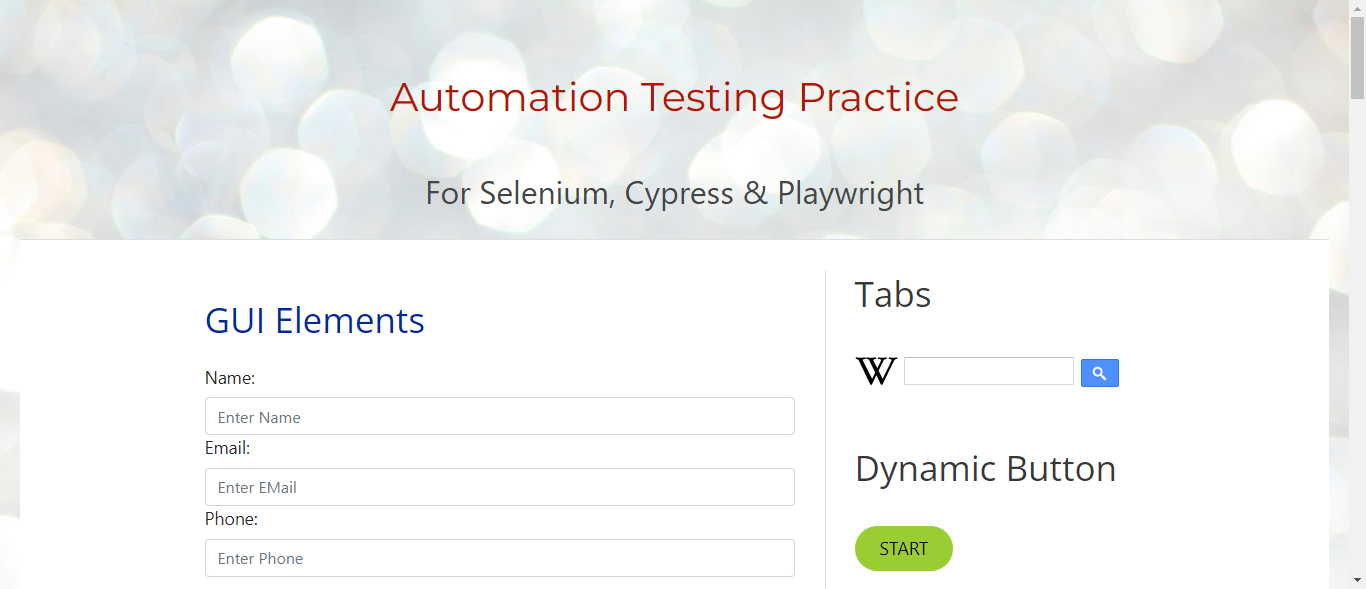 Automation Testing Practice
For Selenium, Cypress & Playwright
GUI Elements
Name:
Enter Name
Email:
Enter EMail
Phone:
Enter Phone
Tabs
W
Dynamic Button
START